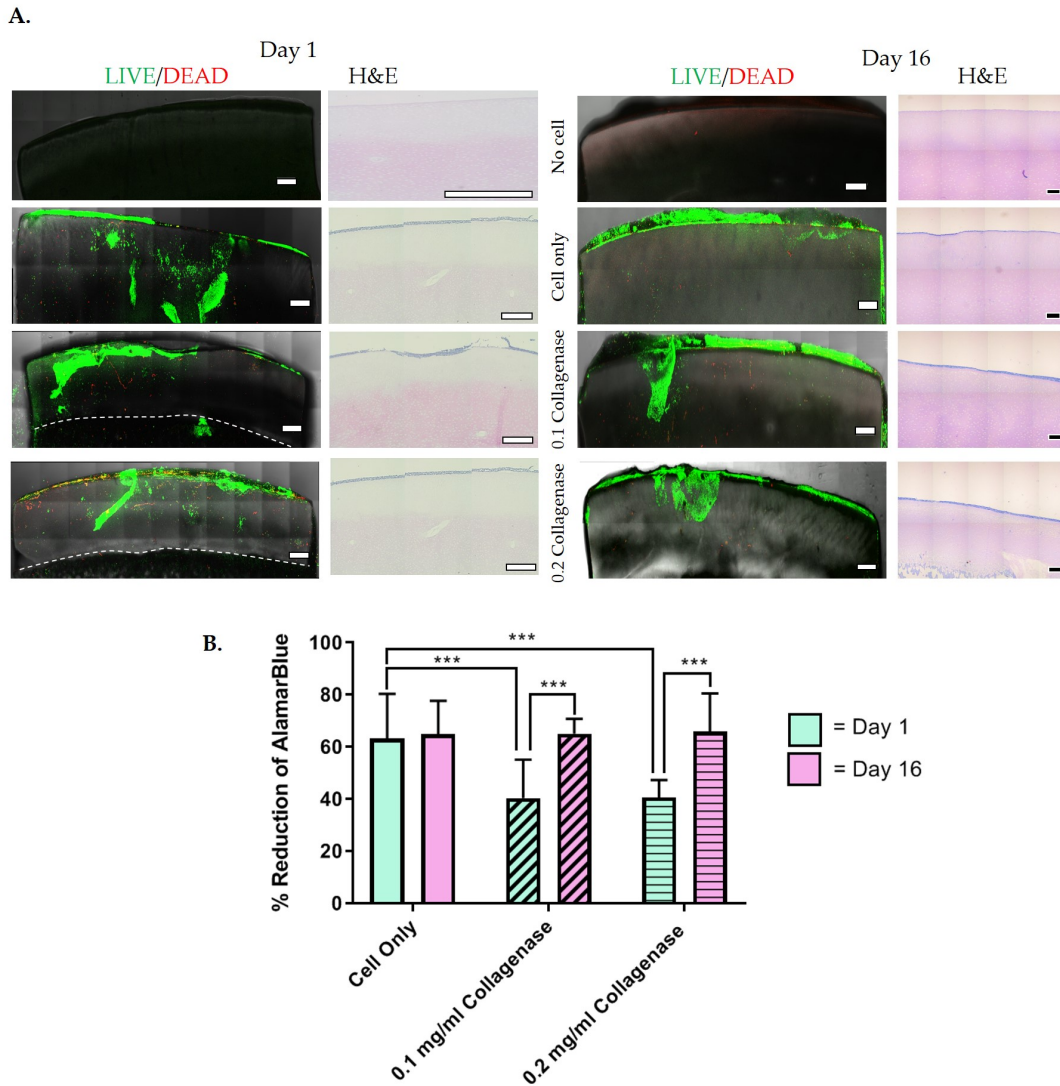 A.
Day 1
Day 16
LIVE/DEAD
H&E
LIVE/DEAD
H&E
No cell
Cell only
0.1 Collagenase
0.2 Collagenase
B.
% Reduction of AlamarBlue
100
80
60
40
20
0
***
***
***
***
Cell Only
0.1 mg/ml Collagenase
0.2 mg/ml Collagenase
= Day 1
= Day 16